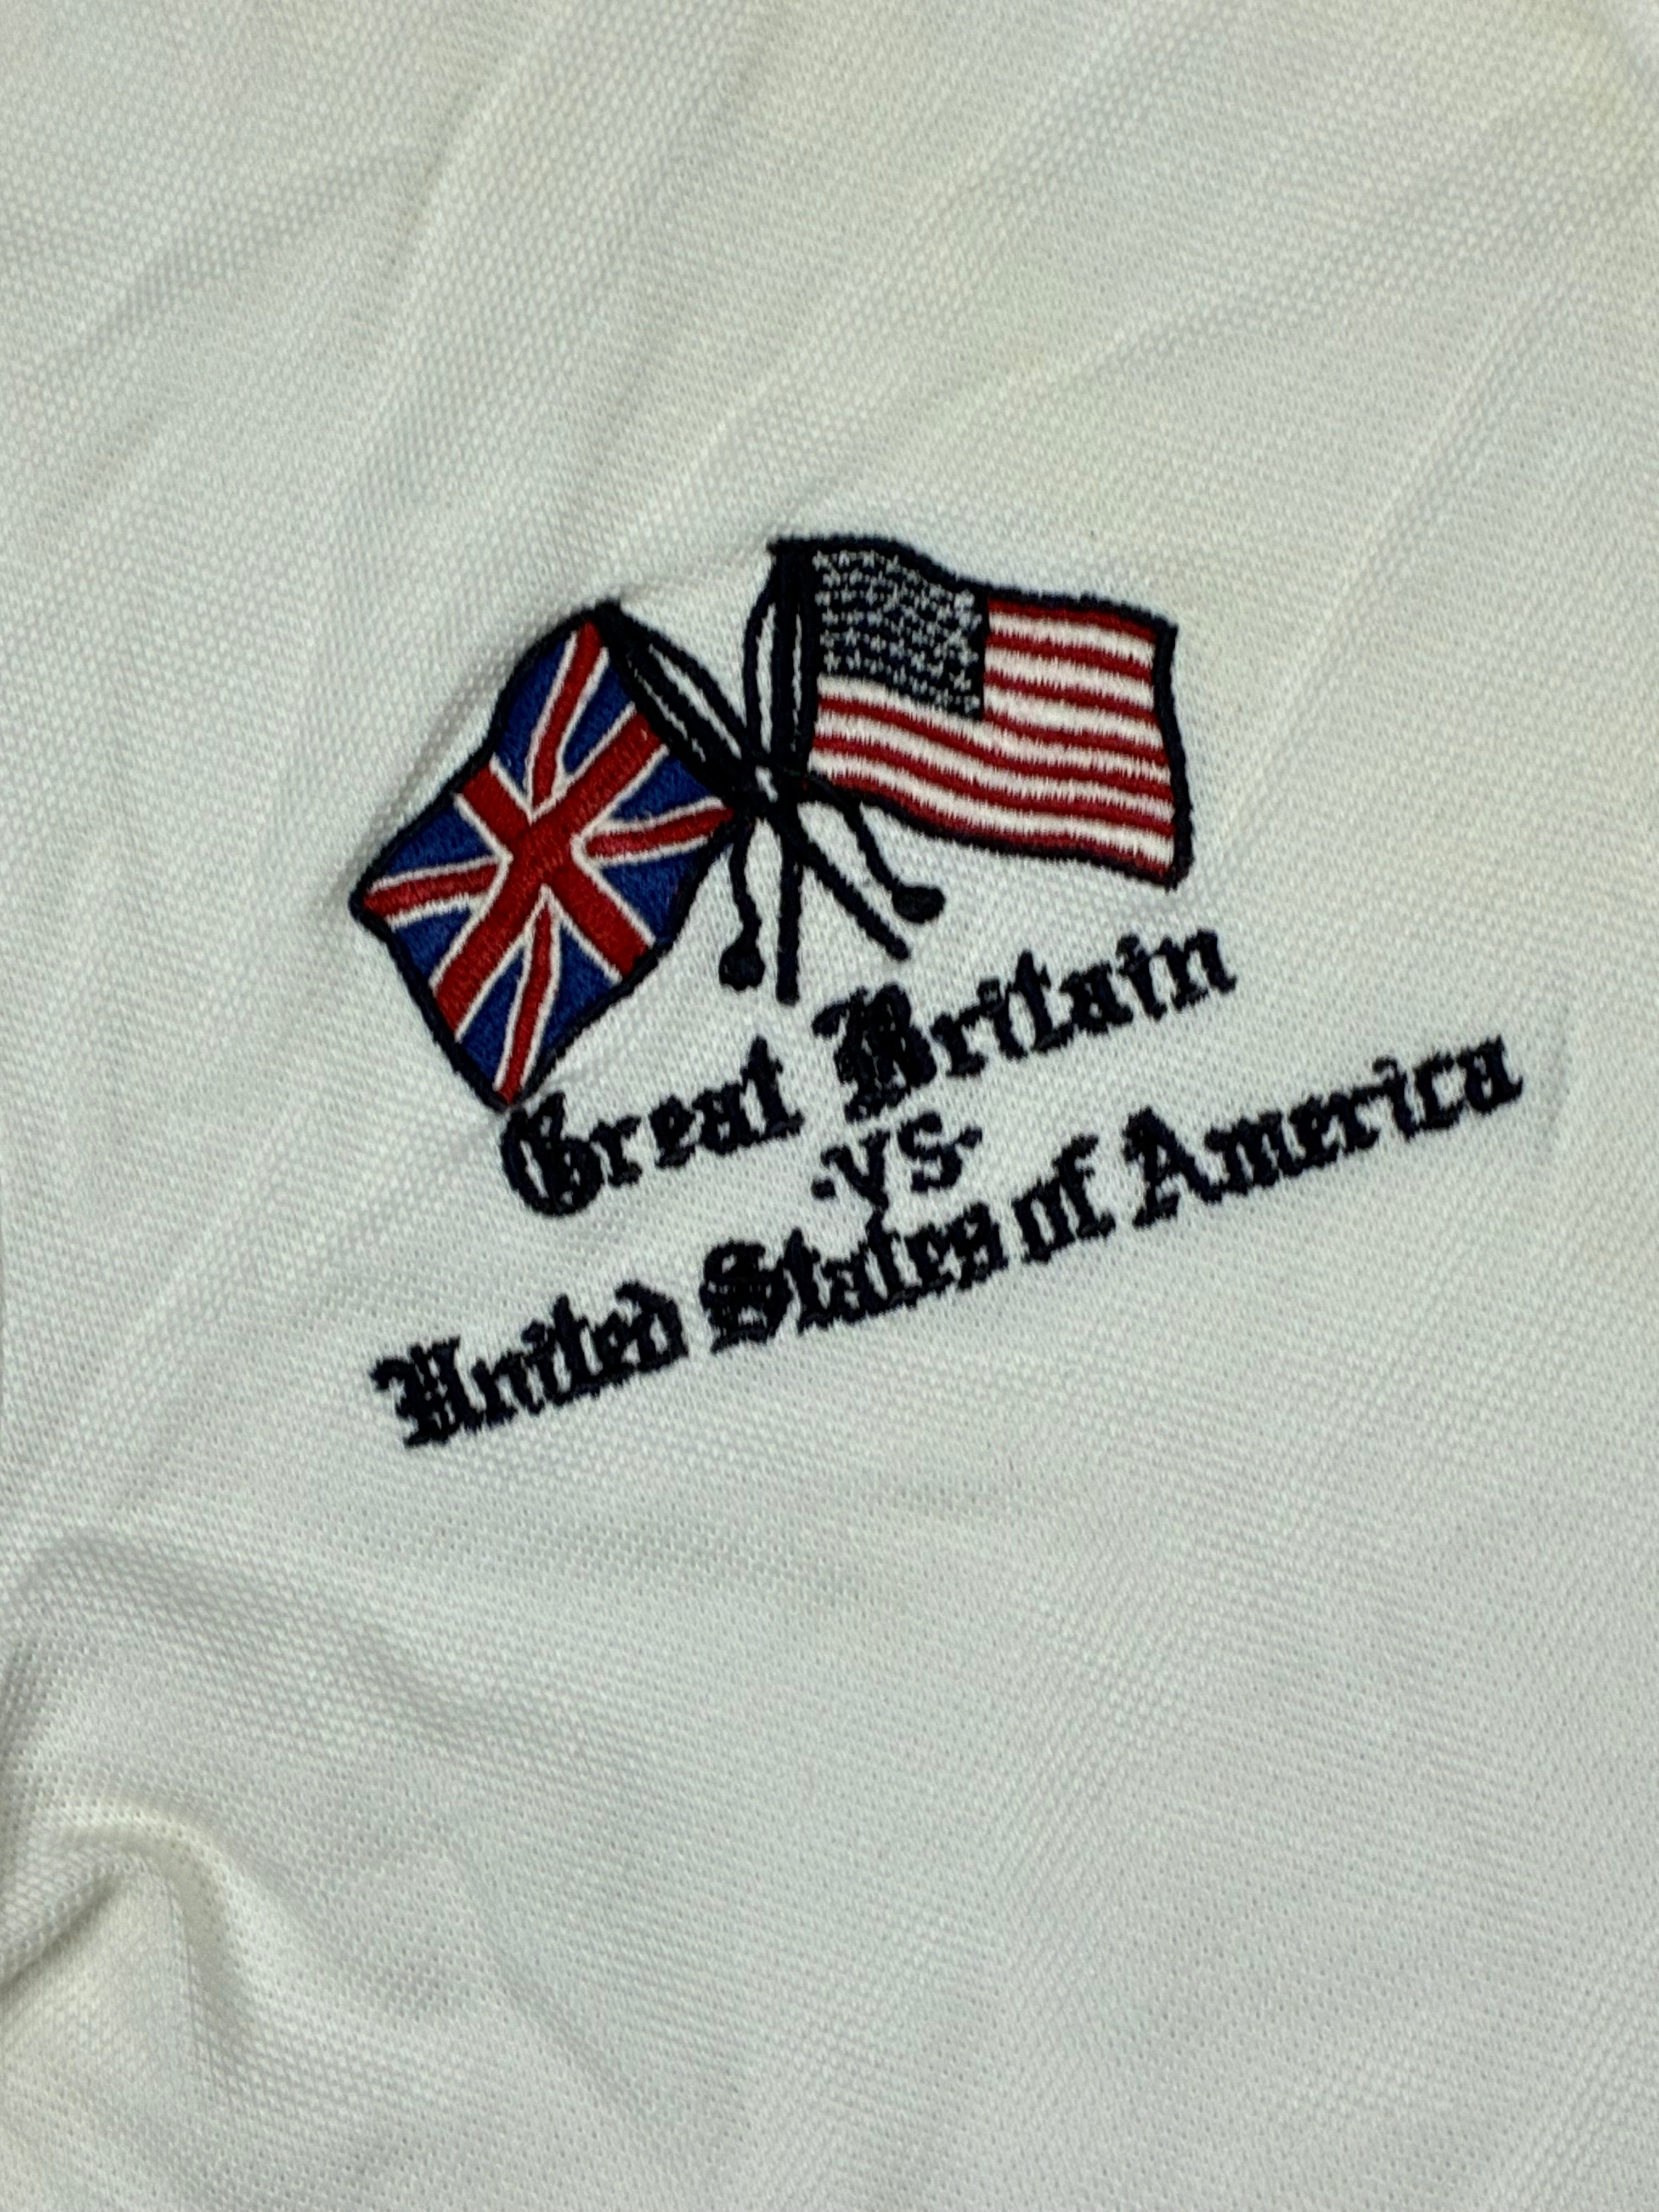 Great Britain
·VS·
United States of America